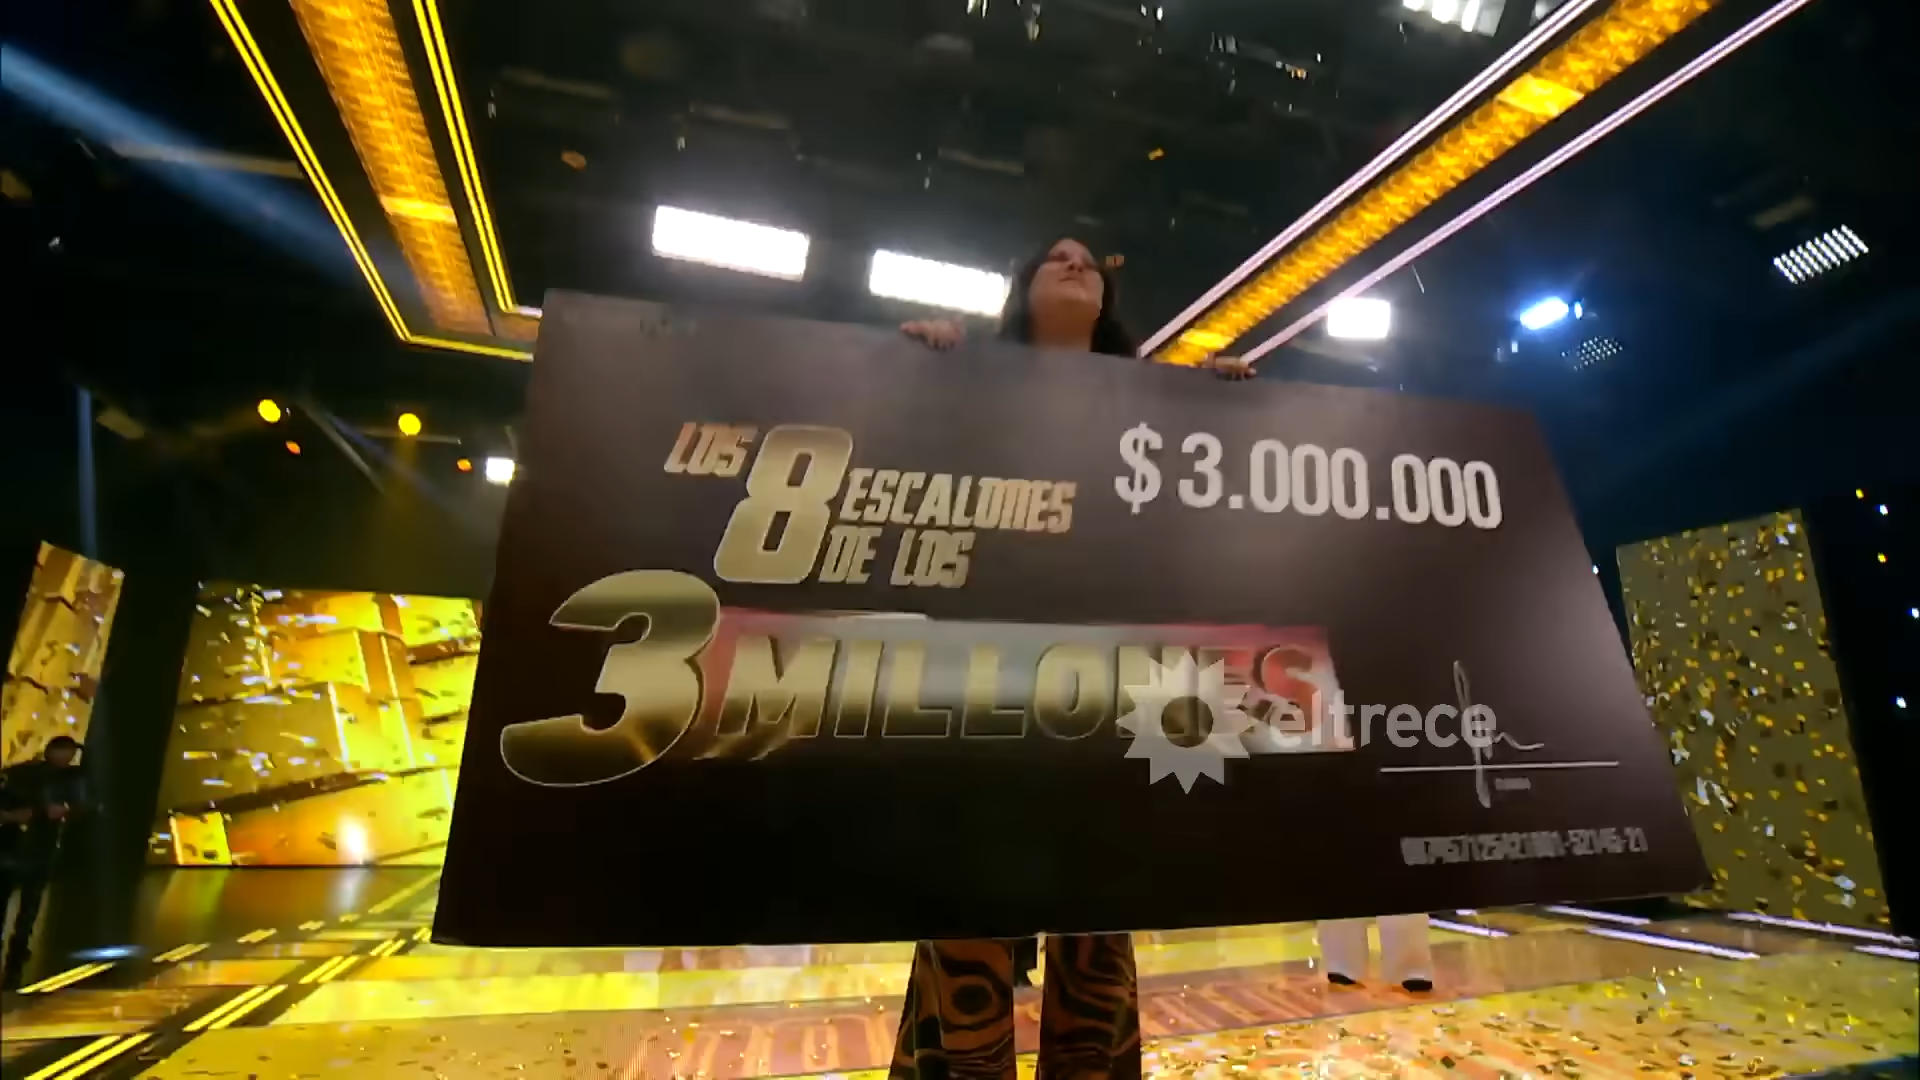 LOS 8 ESCALONES
DE LOS
3 MILLONES
$3.000.000
eltrece